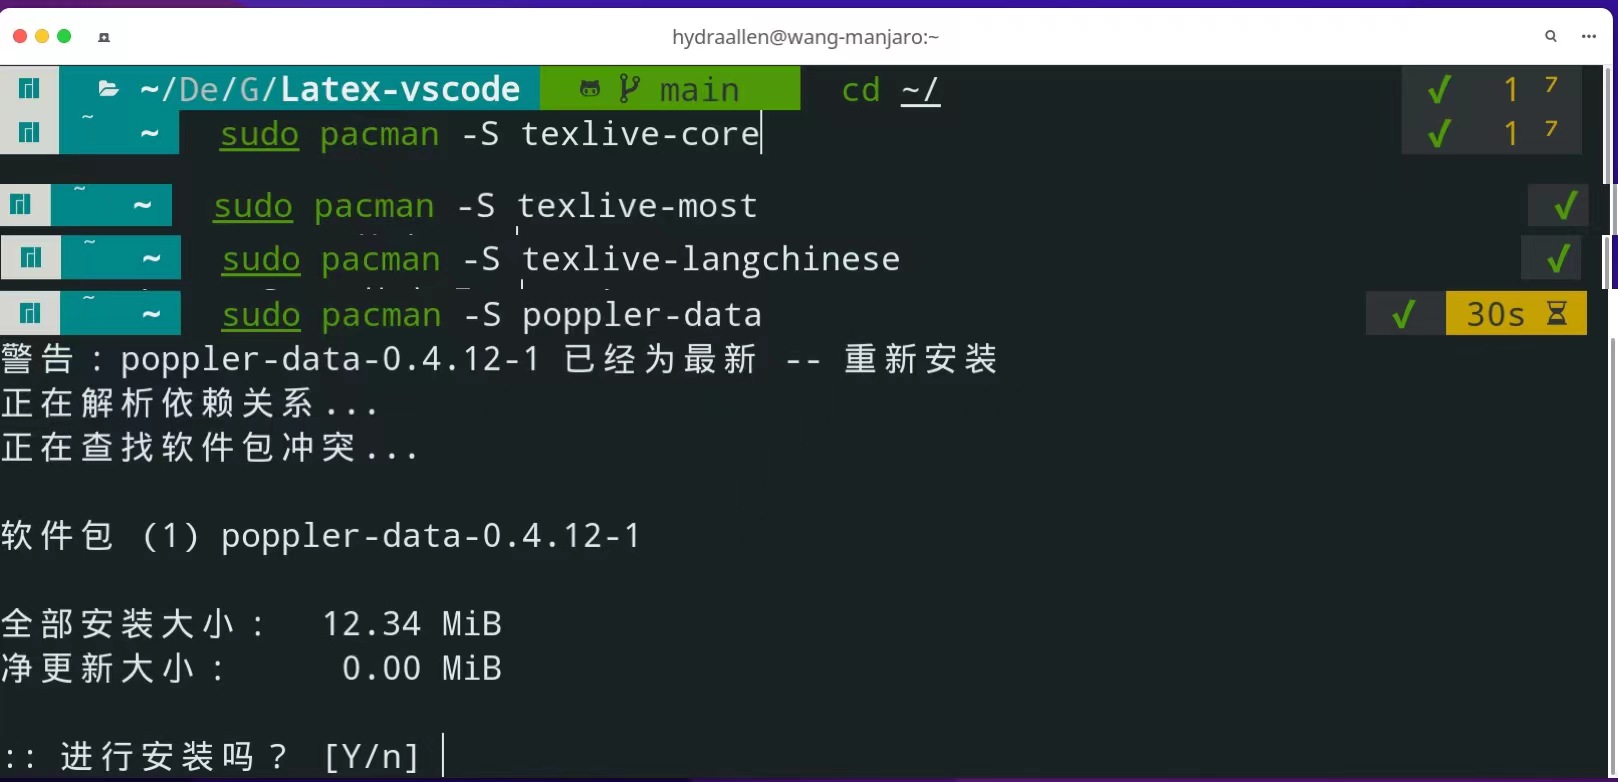 hydraallen@wang-manjaro:~
~/De/G/Latex-vscode main cd ~/ ✓ 1 7
~ sudo pacman -S texlive-core ✓ 1 7
~ sudo pacman -S texlive-most ✓
~ sudo pacman -S texlive-langchinese ✓
~ sudo pacman -S poppler-data ✓ 30s
警告：poppler-data-0.4.12-1 已经为最新 -- 重新安装
正在解析依赖关系...
正在查找软件包冲突...
软件包 (1) poppler-data-0.4.12-1
全部安装大小： 12.34 MiB
净更新大小： 0.00 MiB
:: 进行安装吗？ [Y/n]